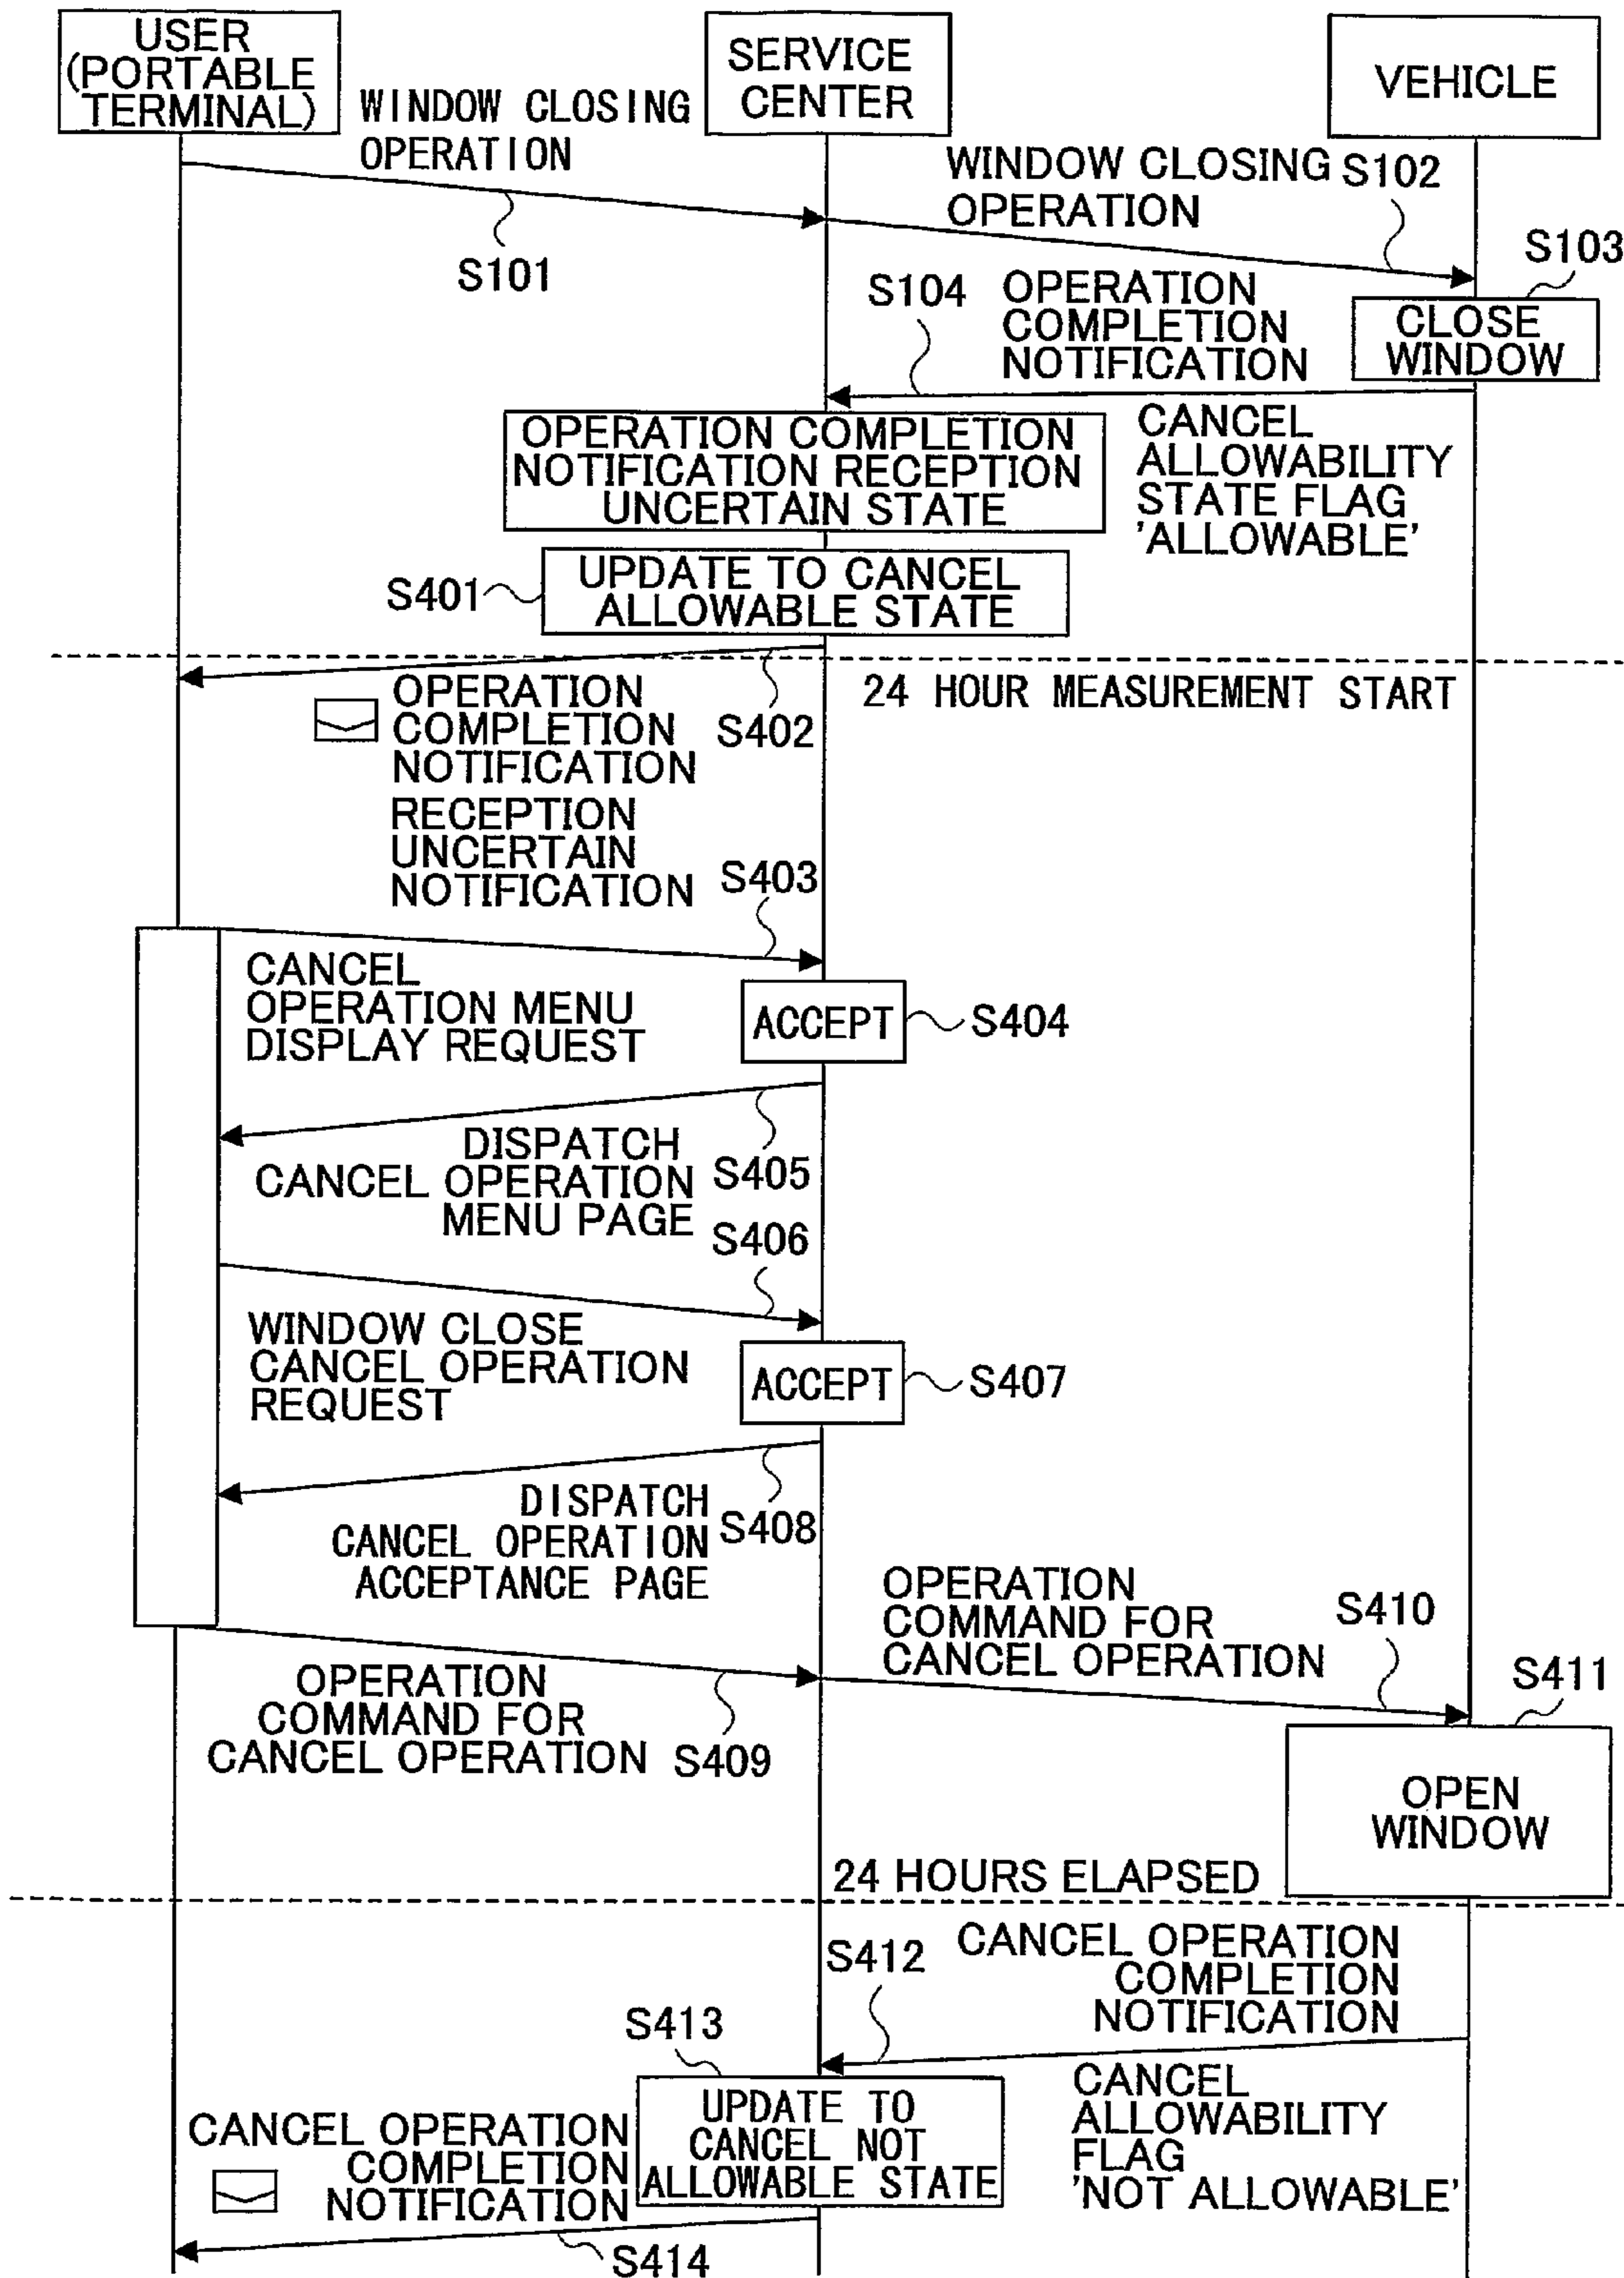 USER
(PORTABLE
TERMINAL)
SERVICE
CENTER
VEHICLE
WINDOW CLOSING
OPERATION
S101
WINDOW CLOSING
OPERATION
S102
S103
CLOSE
WINDOW
S104
OPERATION
COMPLETION
NOTIFICATION
CANCEL
ALLOWABILITY
STATE FLAG
'ALLOWABLE'
OPERATION COMPLETION
NOTIFICATION RECEPTION
UNCERTAIN STATE
S401
UPDATE TO CANCEL
ALLOWABLE STATE
24 HOUR MEASUREMENT START
OPERATION
COMPLETION
NOTIFICATION
S402
RECEPTION
UNCERTAIN
NOTIFICATION
S403
CANCEL
OPERATION MENU
DISPLAY REQUEST
ACCEPT
S404
DISPATCH
CANCEL OPERATION
MENU PAGE
S405
S406
WINDOW CLOSE
CANCEL OPERATION
REQUEST
ACCEPT
S407
DISPATCH
CANCEL OPERATION
ACCEPTANCE PAGE
S408
OPERATION
COMMAND FOR
CANCEL OPERATION
S409
OPERATION
COMMAND FOR
CANCEL OPERATION
S410
S411
OPEN
WINDOW
24 HOURS ELAPSED
S412
CANCEL OPERATION
COMPLETION
NOTIFICATION
CANCEL
ALLOWABILITY
FLAG
'NOT ALLOWABLE'
S413
UPDATE TO
CANCEL NOT
ALLOWABLE STATE
CANCEL OPERATION
COMPLETION
NOTIFICATION
S414